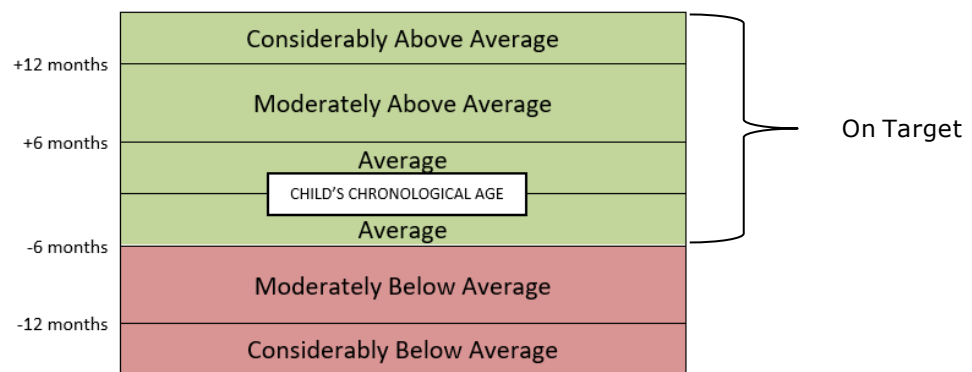 Considerably Above Average
+12 months
Moderately Above Average
On Target
+6 months
Average
CHILD'S CHRONOLOGICAL AGE
Average
-6 months
Moderately Below Average
-12 months
Considerably Below Average